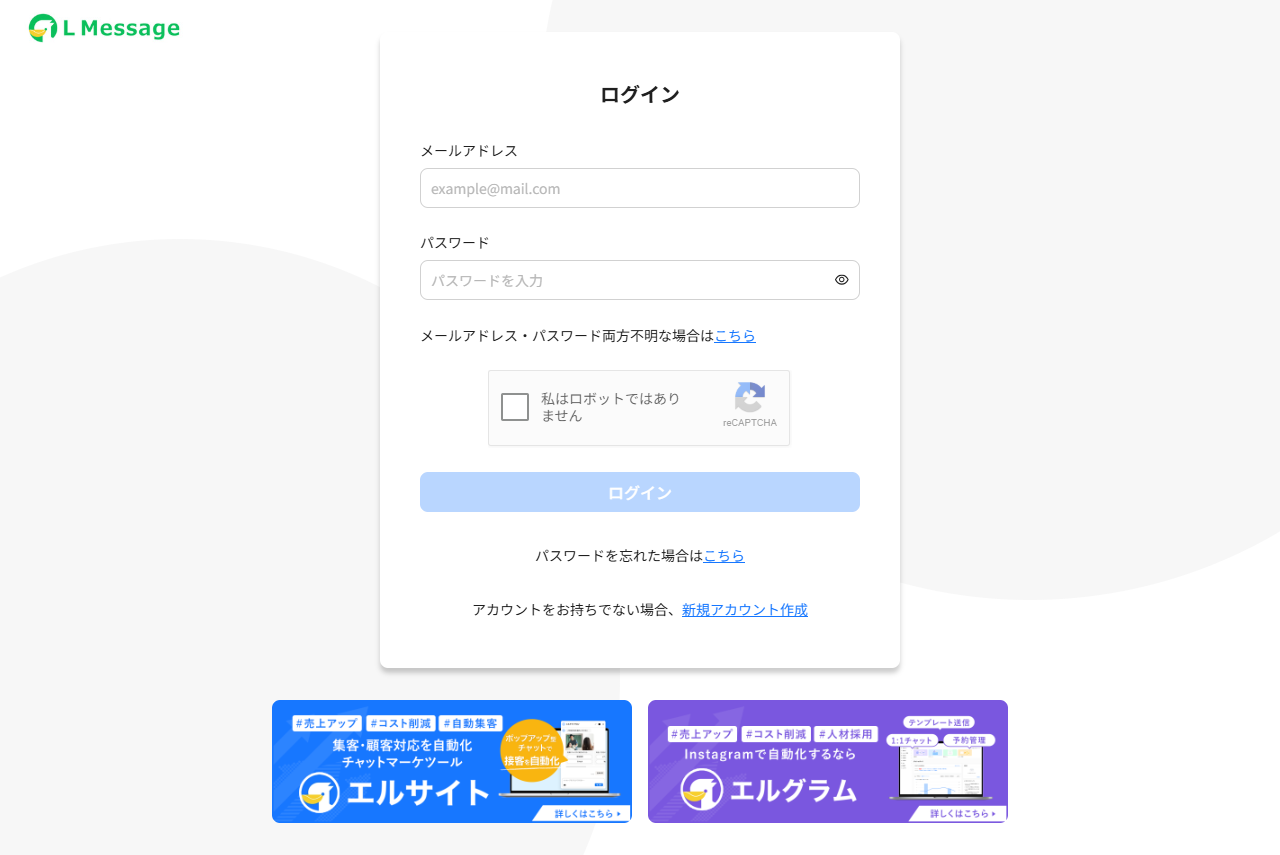 L Message
ログイン
メールアドレス
example@mail.com
パスワード
パスワードを入力
メールアドレス・パスワード両方不明な場合はこちら
私はロボットではあり
ません
reCAPTCHA
ログイン
パスワードを忘れた場合はこちら
アカウントをお持ちでない場合、新規アカウント作成
#売上アップ #コスト削減 #自動集客
集客・顧客対応を自動化
チャットマーケツール
エルサイト
ポップアップや
チャットで
接客を自動化
詳しくはこちら
#売上アップ #コスト削減 #人材採用
Instagramで自動化するなら
エルグラム
テンプレート送信
1:1チャット 予約管理
詳しくはこちら